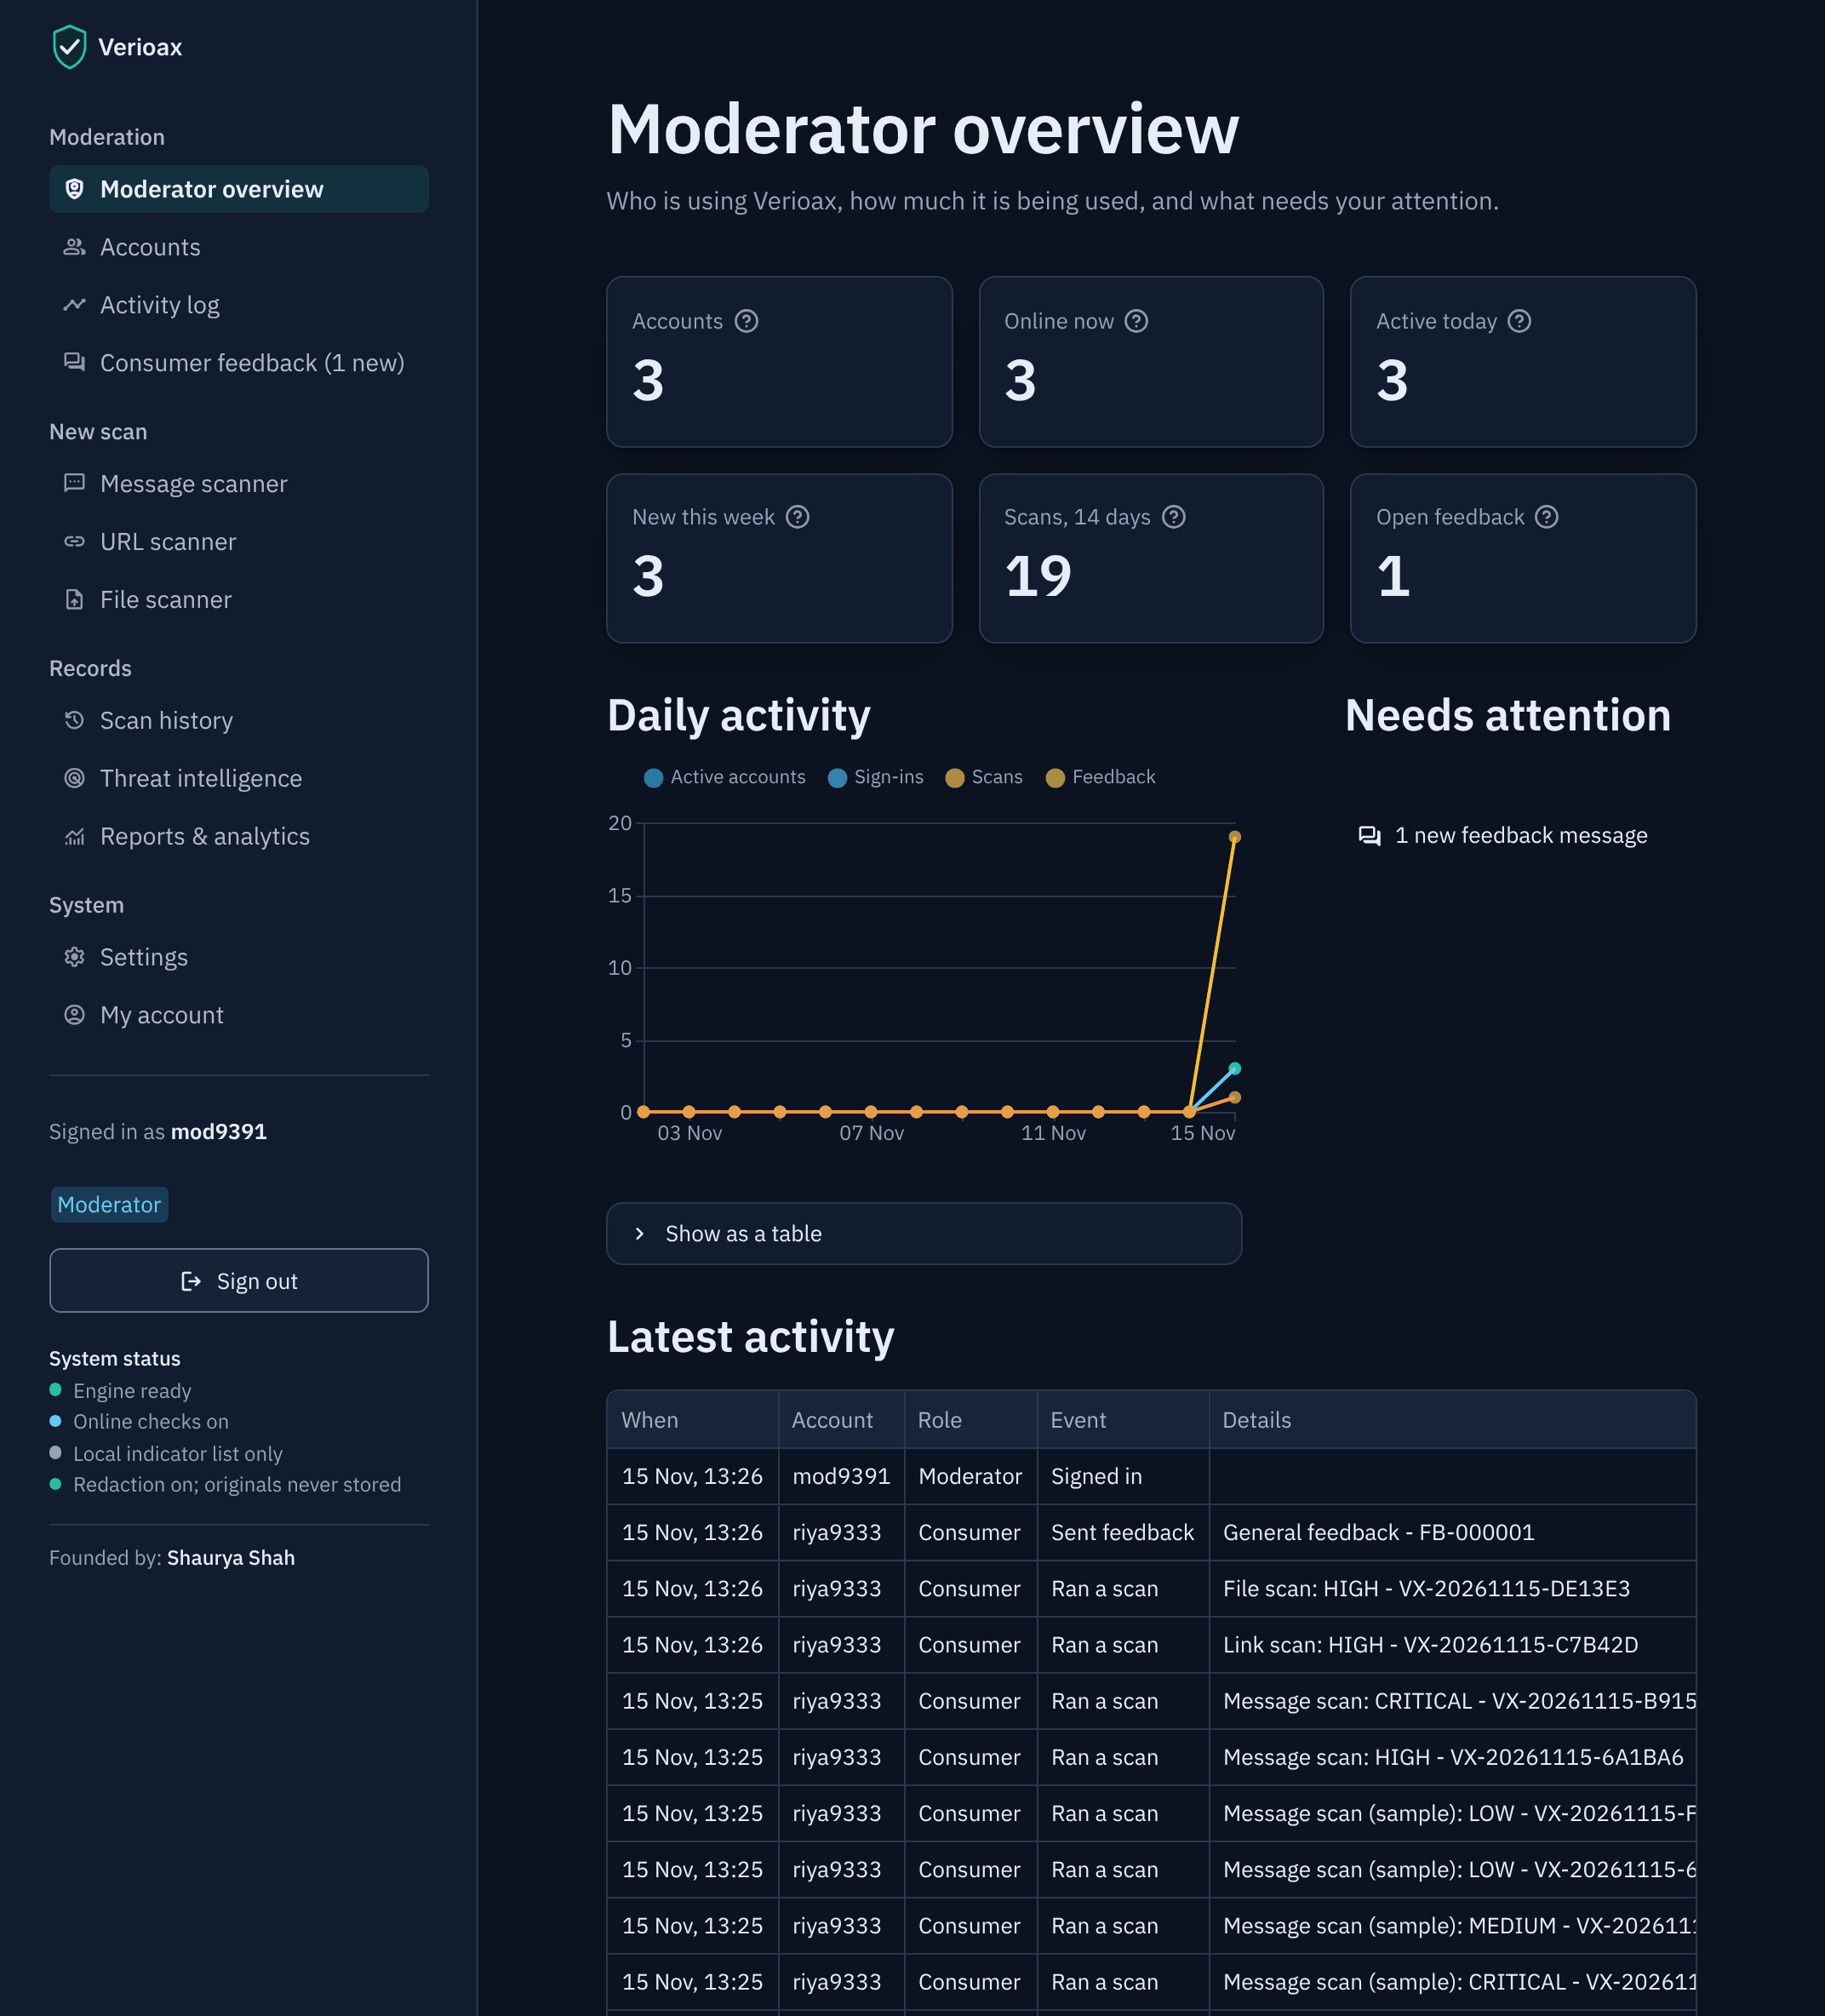 Verioax
Moderation
Moderator overview
Accounts
Activity log
Consumer feedback (1 new)
New scan
Message scanner
URL scanner
File scanner
Records
Scan history
Threat intelligence
Reports & analytics
System
Settings
My account
Signed in as mod9391
Moderator
Sign out
System status
Engine ready
Online checks on
Local indicator list only
Redaction on; originals never stored
Founded by: Shaurya Shah
Moderator overview
Who is using Verioax, how much it is being used, and what needs your attention.
Accounts
3
Online now
3
Active today
3
New this week
3
Scans, 14 days
19
Open feedback
1
Daily activity
Active accounts Sign-ins Scans Feedback
20
15
10
5
0
03 Nov 07 Nov 11 Nov 15 Nov
Needs attention
1 new feedback message
Show as a table
Latest activity
When Account Role Event Details
15 Nov, 13:26 mod9391 Moderator Signed in
15 Nov, 13:26 riya9333 Consumer Sent feedback General feedback - FB-000001
15 Nov, 13:26 riya9333 Consumer Ran a scan File scan: HIGH - VX-20261115-DE13E3
15 Nov, 13:26 riya9333 Consumer Ran a scan Link scan: HIGH - VX-20261115-C7B42D
15 Nov, 13:25 riya9333 Consumer Ran a scan Message scan: CRITICAL - VX-20261115-B915
15 Nov, 13:25 riya9333 Consumer Ran a scan Message scan: HIGH - VX-20261115-6A1BA6
15 Nov, 13:25 riya9333 Consumer Ran a scan Message scan (sample): LOW - VX-20261115-F
15 Nov, 13:25 riya9333 Consumer Ran a scan Message scan (sample): LOW - VX-20261115-6
15 Nov, 13:25 riya9333 Consumer Ran a scan Message scan (sample): MEDIUM - VX-2026111
15 Nov, 13:25 riya9333 Consumer Ran a scan Message scan (sample): CRITICAL - VX-202611